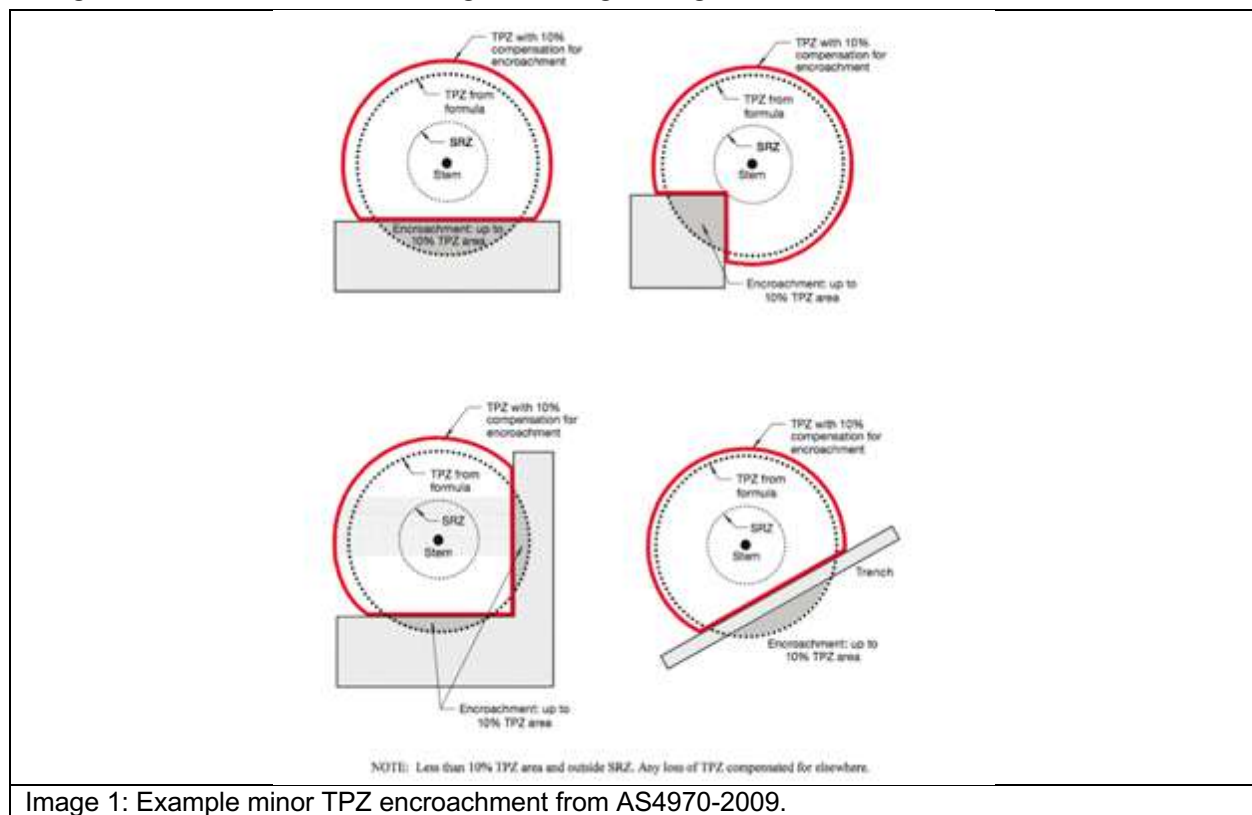 TPZ with 10%
compensation for
encroachment
TPZ from
formula
SRZ
Stem
Encroachment: up to
10% TPZ area
TPZ with 10%
compensation for
encroachment
TPZ from
formula
SRZ
Stem
Encroachment: up to
10% TPZ area
TPZ with 10%
compensation for
encroachment
TPZ from
formula
SRZ
Stem
Encroachment: up to
10% TPZ area
TPZ with 10%
compensation for
encroachment
TPZ from
formula
SRZ
Stem
Trench
Encroachment: up to
10% TPZ area
NOTE: Less than 10% TPZ area and outside SRZ. Any loss of TPZ compensated for elsewhere.
Image 1: Example minor TPZ encroachment from AS4970-2009.